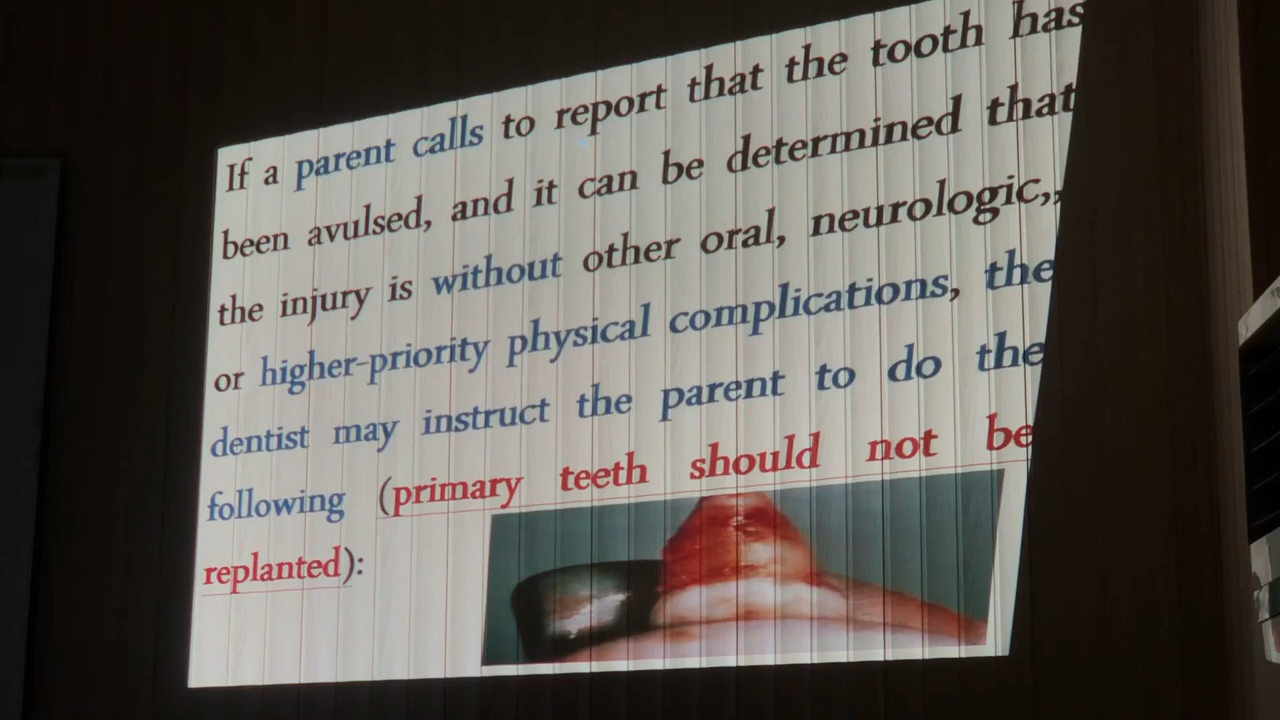 If a parent calls to report that the tooth has
been avulsed, and it can be determined that
the injury is without other oral, neurologic,,
or higher-priority physical complications, the
dentist may instruct the parent to do the
following (primary teeth should not be
replanted):